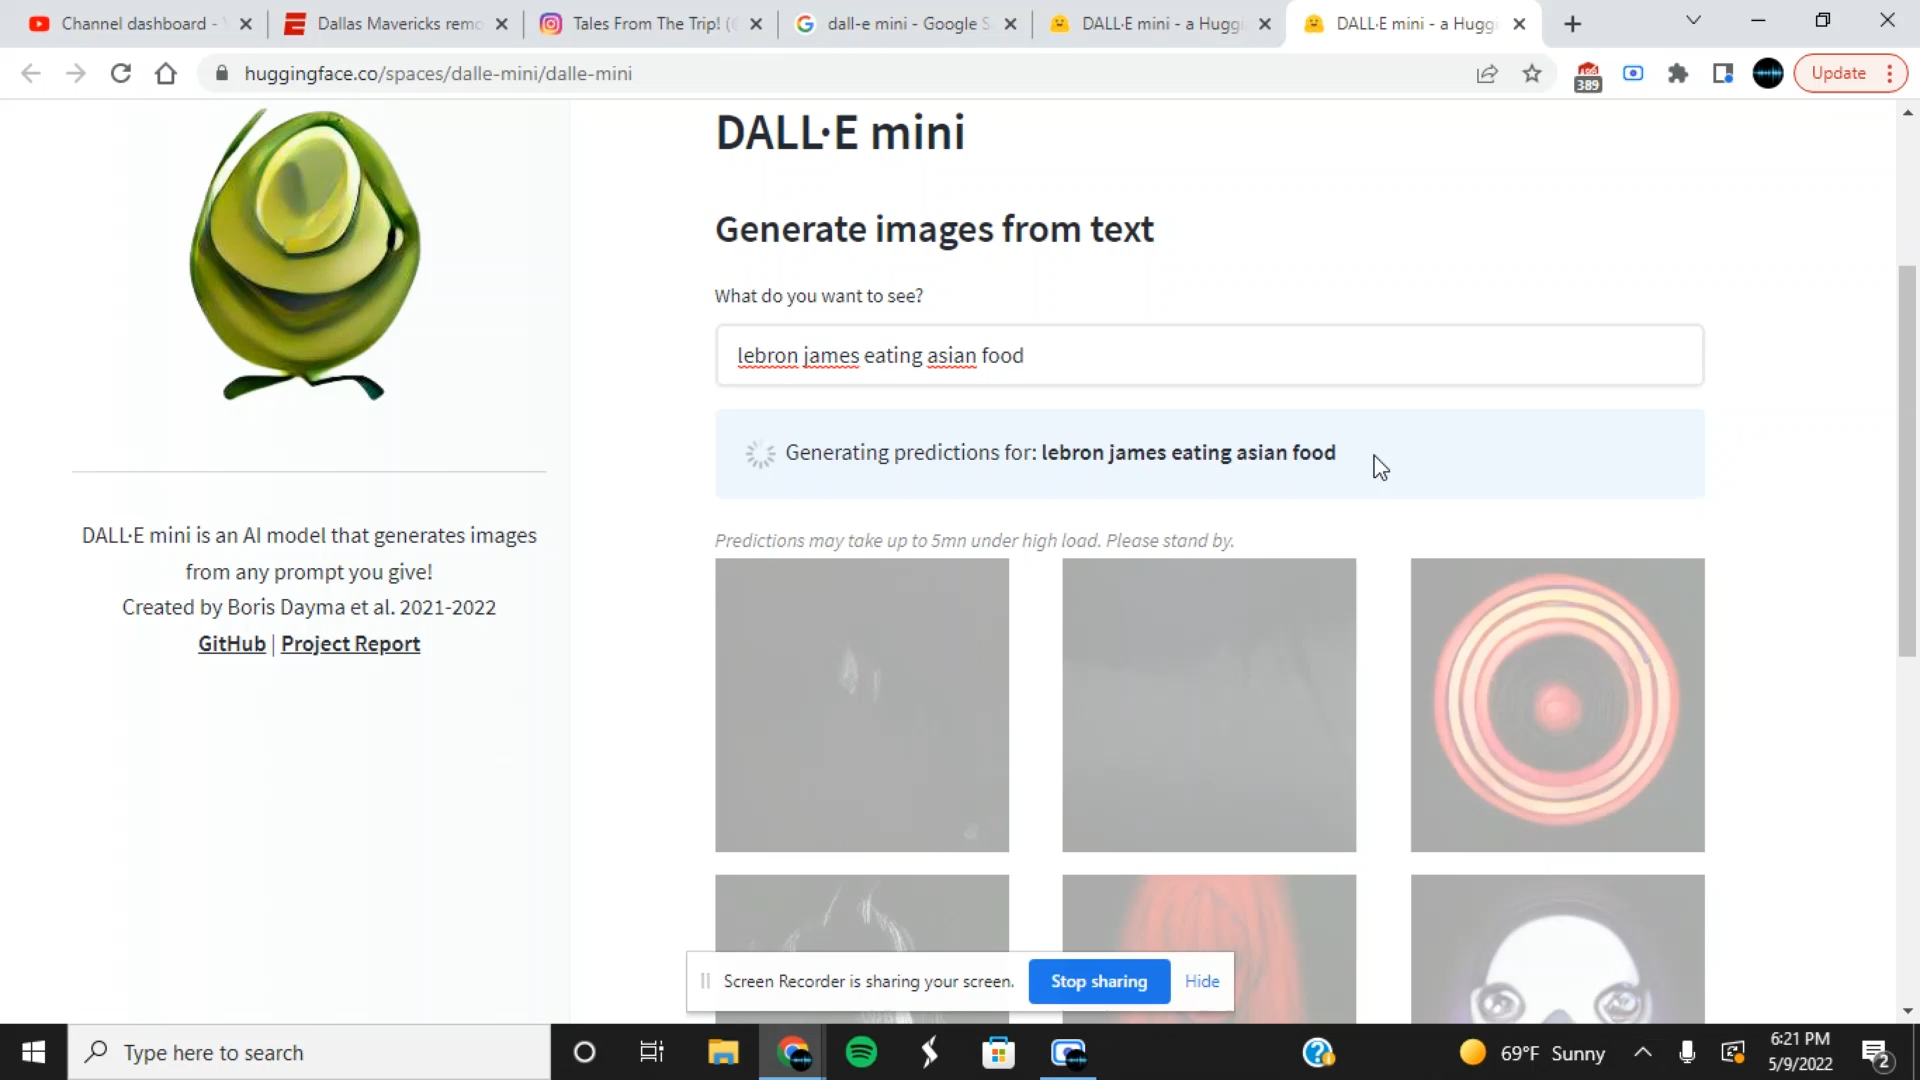 Channel dashboard -
Dallas Mavericks remo
Tales From The Trip! (
dall-e mini - Google S
DALL·E mini - a Huggi
DALL·E mini - a Huggi
huggingface.co/spaces/dalle-mini/dalle-mini
389
Update
DALL·E mini
Generate images from text
What do you want to see?
lebron james eating asian food
Generating predictions for: lebron james eating asian food
Predictions may take up to 5mn under high load. Please stand by.
DALL·E mini is an AI model that generates images
from any prompt you give!
Created by Boris Dayma et al. 2021-2022
GitHub | Project Report
Screen Recorder is sharing your screen.
Stop sharing
Hide
Type here to search
69°F Sunny
6:21 PM
5/9/2022
2